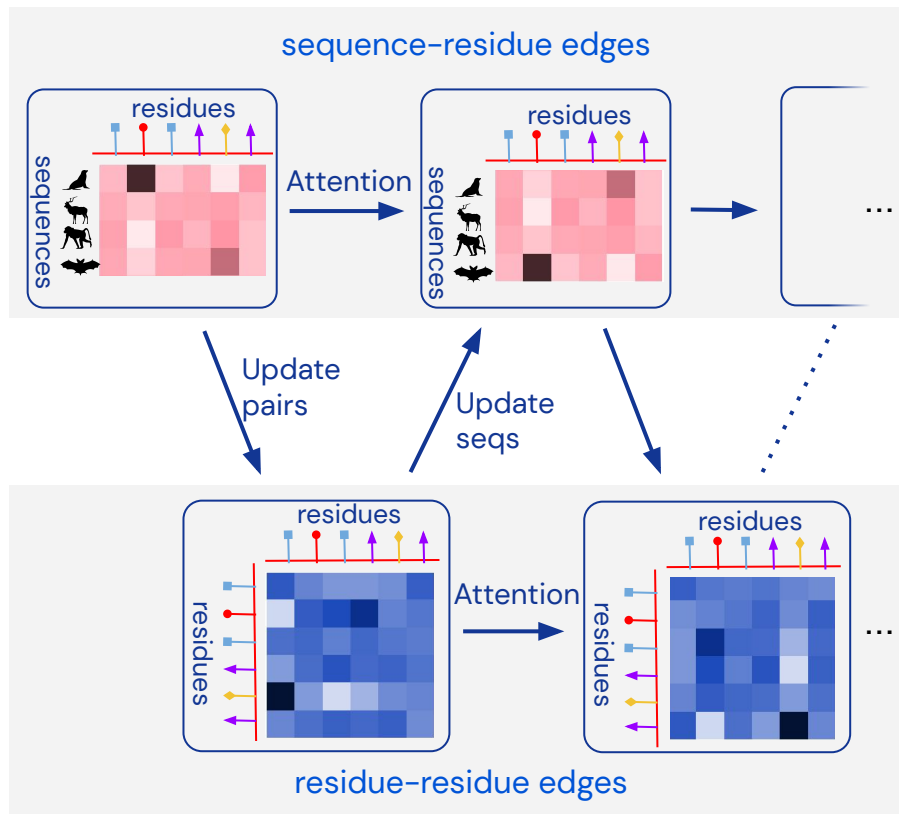 sequence-residue edges
residues
sequences
Attention
residues
sequences
...
Update
pairs
Update
seqs
residues
residues
Attention
residues
residues
...
residue-residue edges